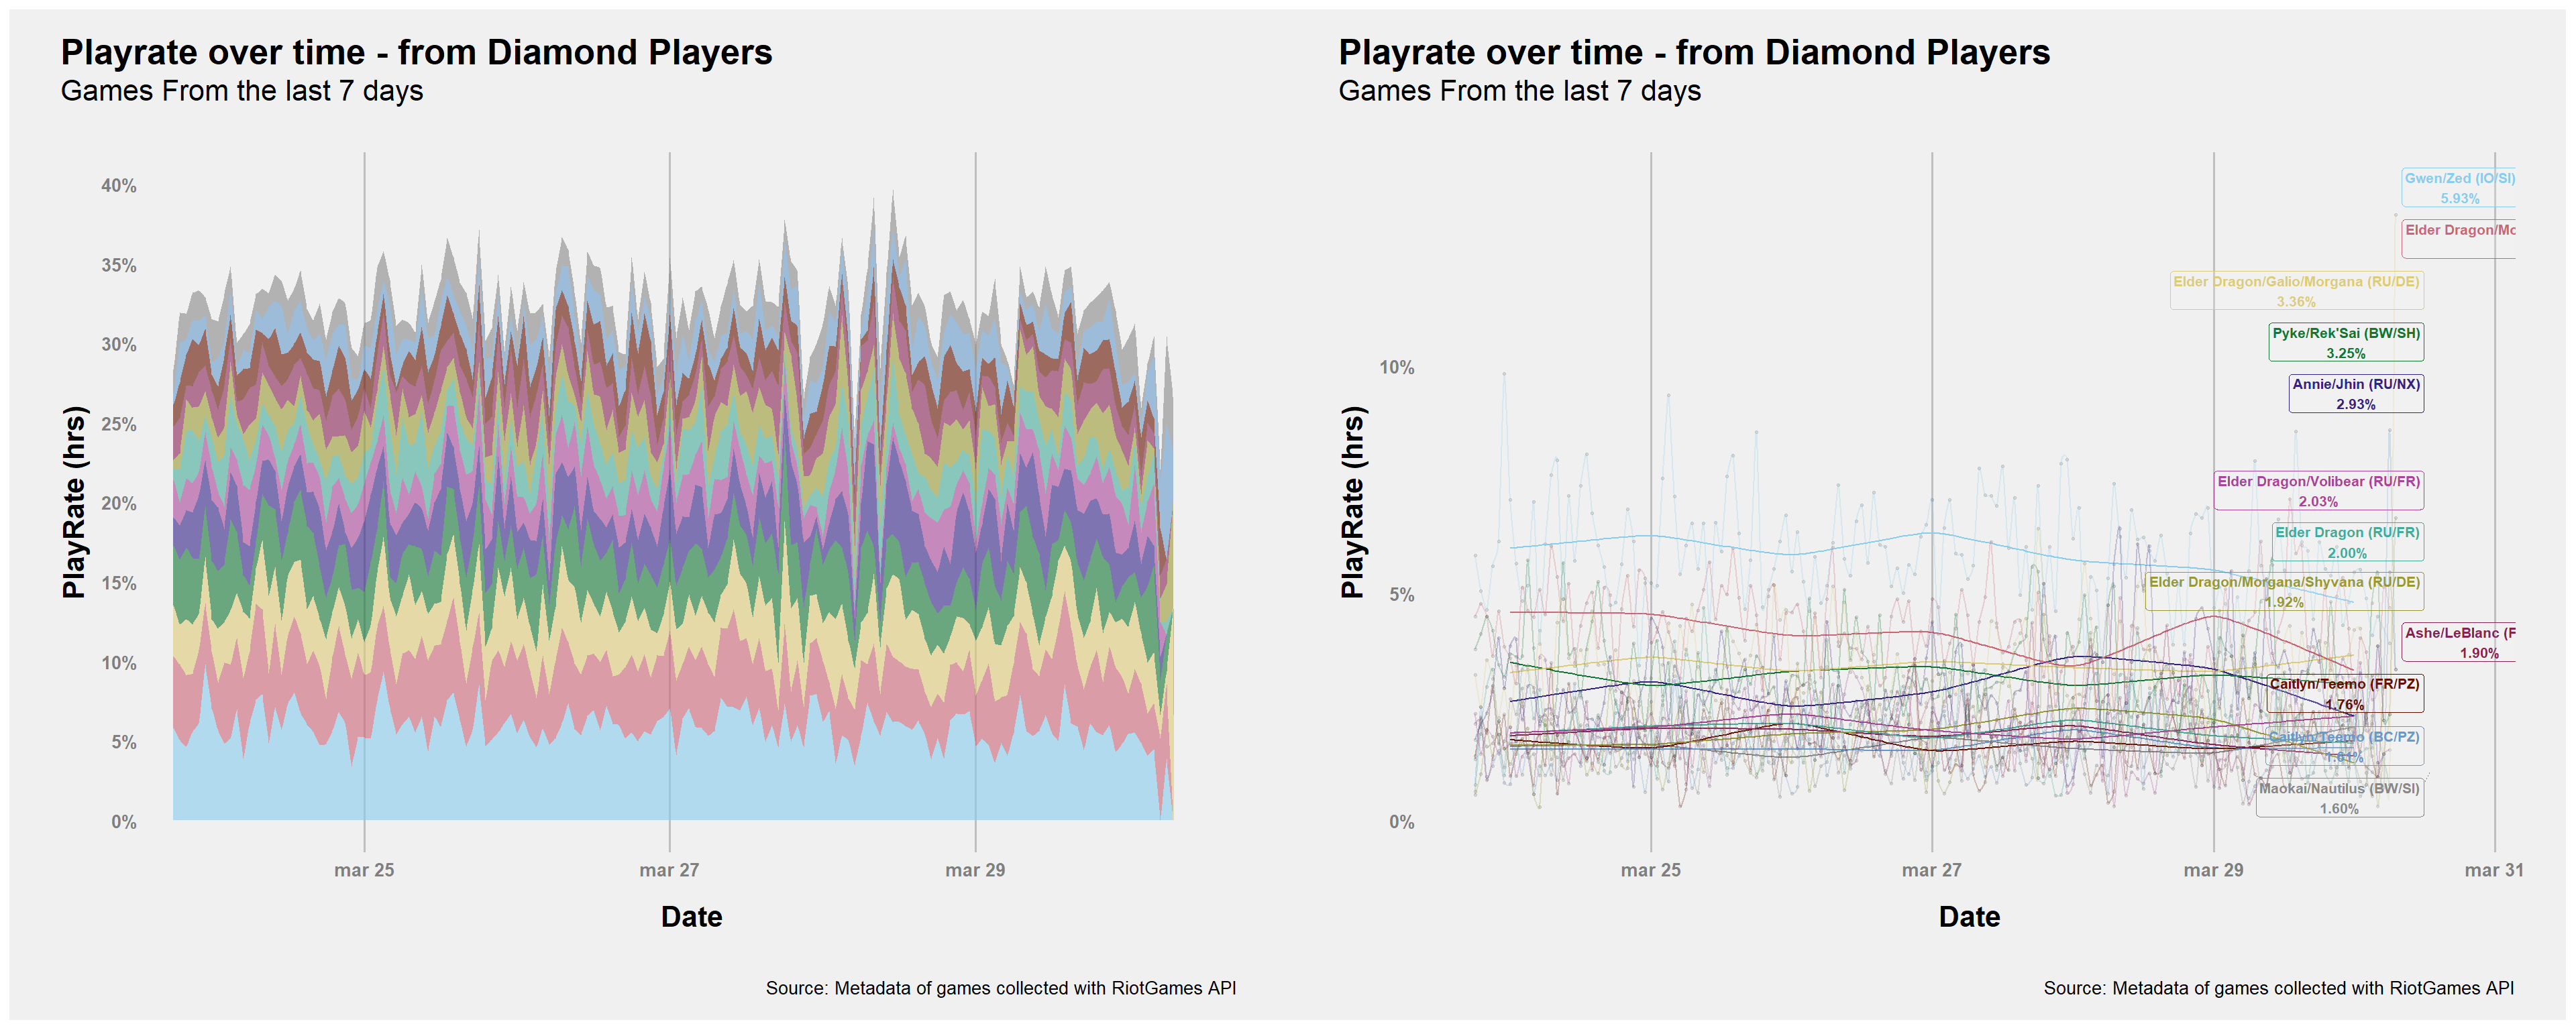 Playrate over time - from Diamond Players
Games From the last 7 days
40%
35%
30%
25%
20%
15%
10%
5%
0%
PlayRate (hrs)
mar 25
mar 27
mar 29
Date
Source: Metadata of games collected with RiotGames API
Playrate over time - from Diamond Players
Games From the last 7 days
10%
5%
0%
PlayRate (hrs)
Gwen/Zed (IO/SI)
5.93%
Elder Dragon/Mo
Elder Dragon/Galio/Morgana (RU/DE)
3.36%
Pyke/Rek'Sai (BW/SH)
3.25%
Annie/Jhin (RU/NX)
2.93%
Elder Dragon/Volibear (RU/FR)
2.03%
Elder Dragon (RU/FR)
2.00%
Elder Dragon/Morgana/Shyvana (RU/DE)
1.92%
Ashe/LeBlanc (F
1.90%
Caitlyn/Teemo (FR/PZ)
1.76%
Caitlyn/Teemo (BC/PZ)
1.61%
Maokai/Nautilus (BW/SI)
1.60%
mar 25
mar 27
mar 29
mar 31
Date
Source: Metadata of games collected with RiotGames API